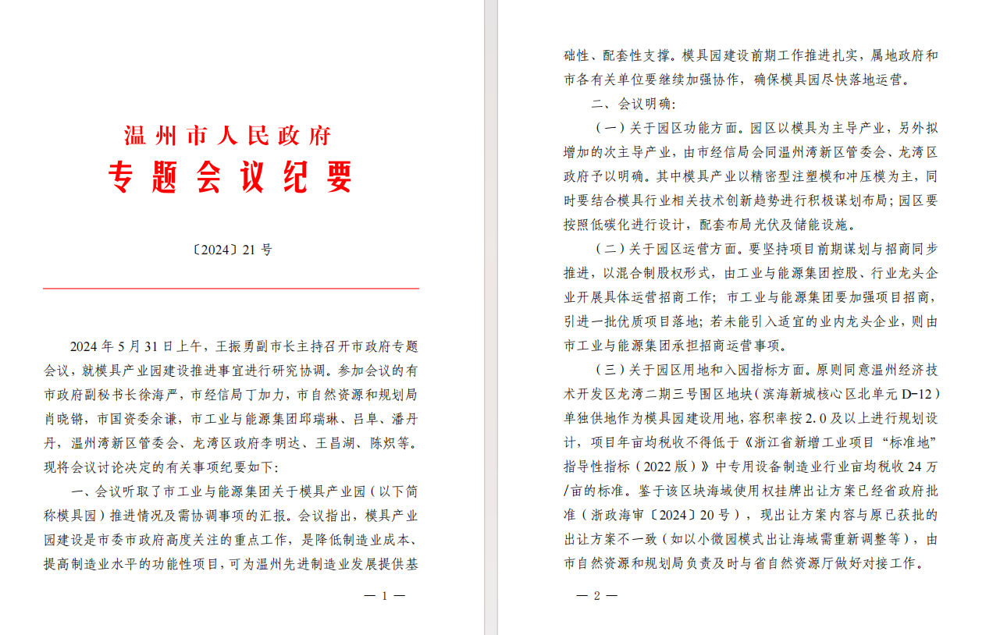 温州市人民政府
专题会议纪要
〔2024〕21 号
2024 年 5 月 31 日上午，王振勇副市长主持召开市政府专题
会议，就模具产业园建设推进事宜进行研究协调。参加会议的有
市政府副秘书长徐海严，市经信局丁加力，市自然资源和规划局
肖晓锵，市国资委余谦，市工业与能源集团邱瑞琳、吕阜、潘丹
丹，温州湾新区管委会、龙湾区政府李明达、王昌湖、陈炽等。
现将会议讨论决定的有关事项纪要如下：
一、会议听取了市工业与能源集团关于模具产业园（以下简
称模具园）推进情况及需协调事项的汇报。会议指出，模具产业
园建设是市委市政府高度关注的重点工作，是降低制造业成本、
提高制造业水平的功能性项目，可为温州先进制造业发展提供基
— 1 —
础性、配套性支撑。模具园建设前期工作推进扎实，属地政府和
市各有关单位要继续加强协作，确保模具园尽快落地运营。
二、会议明确：
（一）关于园区功能方面。园区以模具为主导产业，另外拟
增加的次主导产业，由市经信局会同温州湾新区管委会、龙湾区
政府予以明确。其中模具产业以精密型注塑模和冲压模为主，同
时要结合模具行业相关技术创新趋势进行积极谋划布局；园区要
按照低碳化进行设计，配套布局光伏及储能设施。
（二）关于园区运营方面。要坚持项目前期谋划与招商同步
推进，以混合制股权形式，由工业与能源集团控股、行业龙头企
业开展具体运营招商工作；市工业与能源集团要加强项目招商，
引进一批优质项目落地；若未能引入适宜的业内龙头企业，则由
市工业与能源集团承担招商运营事项。
（三）关于园区用地和入园指标方面。原则同意温州经济技
术开发区龙湾二期三号围区地块（滨海新城核心区北单元 D-12）
单独供地作为模具园建设用地，容积率按 2.0 及以上进行规划设
计，项目年亩均税收不得低于《浙江省新增工业项目“标准地”
指导性指标（2022 版）》中专用设备制造业行业亩均税收 24 万
/亩的标准。鉴于该区块海域使用权挂牌出让方案已经省政府批
准（浙政海审〔2024〕20 号），现出让方案内容与原已获批的
出让方案不一致（如以小微园模式出让海域需重新调整等），由
市自然资源和规划局负责及时与省自然资源厅做好对接工作。
— 2 —